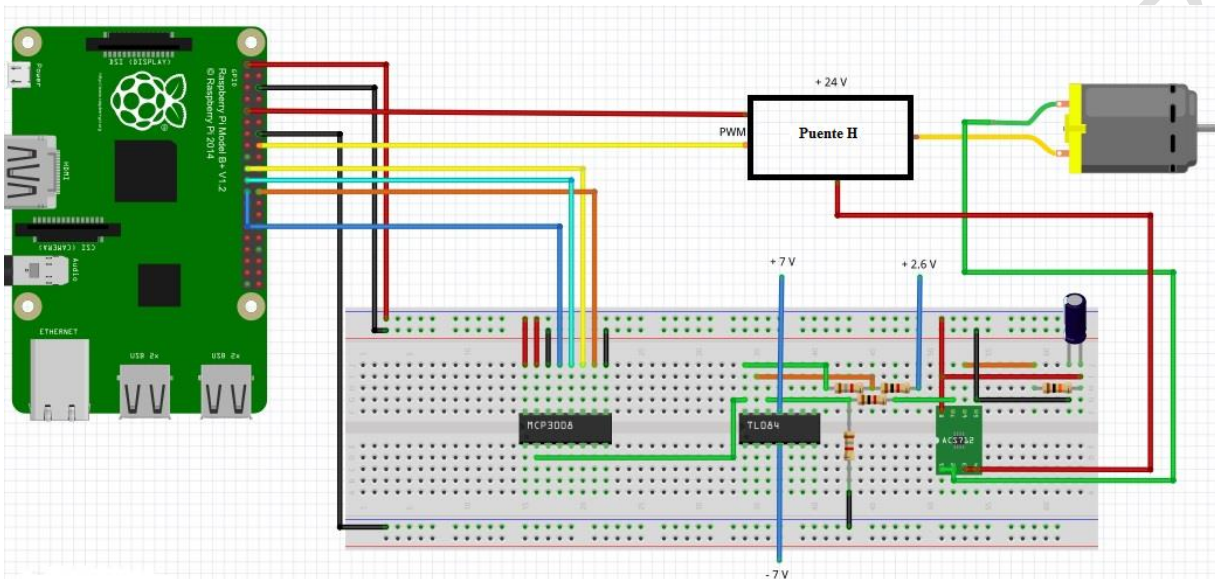 DSI (DISPLAY)
GPIO
Power
Raspberry Pi Model B+ V1.2
© Raspberry Pi 2014
HDMI
CSI (CAMERA)
Audio
ETHERNET
USB 2x
USB 2x
+ 24 V
PWM
Puente H
+ 7 V
+ 2.6 V
MCP3008
TL084
ACS712
- 7 V